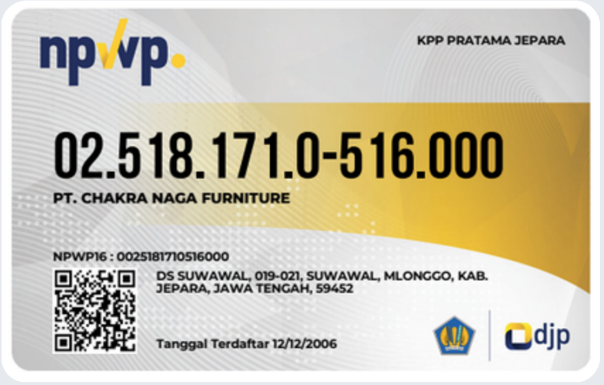 npwp.
KPP PRATAMA JEPARA
02.518.171.0-516.000
PT. CHAKRA NAGA FURNITURE
NPWP16 : 0025181710516000
DS SUWAWAL, 019-021, SUWAWAL, MLONGGO, KAB.
JEPARA, JAWA TENGAH, 59452
Tanggal Terdaftar 12/12/2006
djp